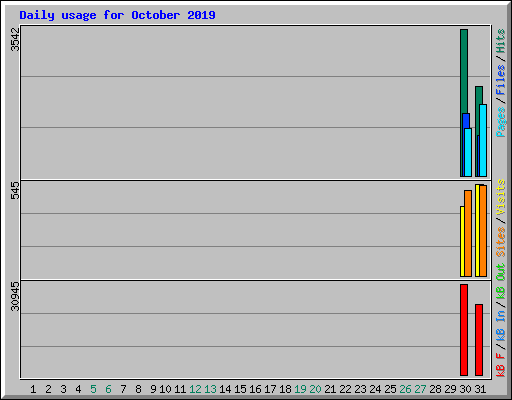 Daily usage for October 2019
3542
545
30945
Pages / Files / Hits
Sites / Visits
kB F / kB In / kB Out
1 2 3 4 5 6 7 8 9 10 11 12 13 14 15 16 17 18 19 20 21 22 23 24 25 26 27 28 29 30 31